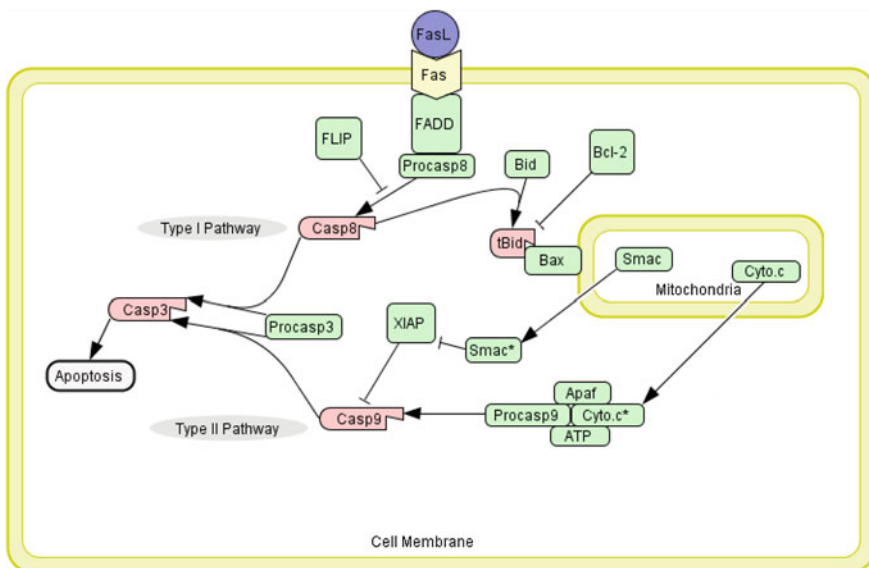 FasL
Fas
FADD
FLIP
Procasp8
Bid
Bcl-2
Type I Pathway
Casp8
tBid
Bax
Smac
Cyto.c
Mitochondria
Casp3
Procasp3
XIAP
Smac*
Apoptosis
Apaf
Type II Pathway
Casp9
Procasp9
Cyto.c*
ATP
Cell Membrane